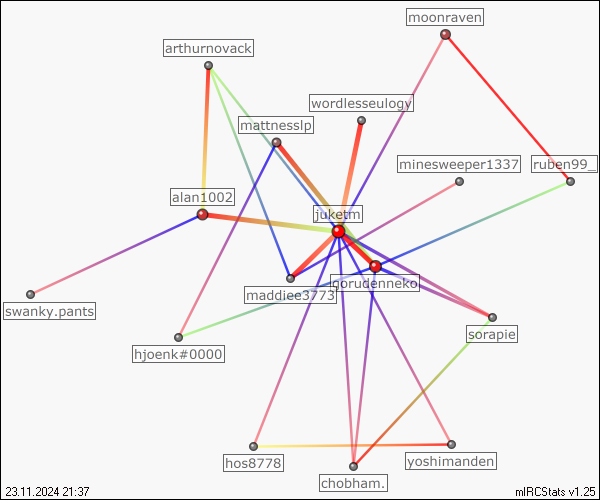 moonraven
arthurnovack
wordlesseulogy
mattnesslp
minesweeper1337
ruben99_
alan1002
juketm
gorudenneko
maddiee3773
swanky.pants
sorapie
hjoenk#0000
hos8778
yoshimanden
chobham.
23.11.2024 21:37
mIRCStats v1.25